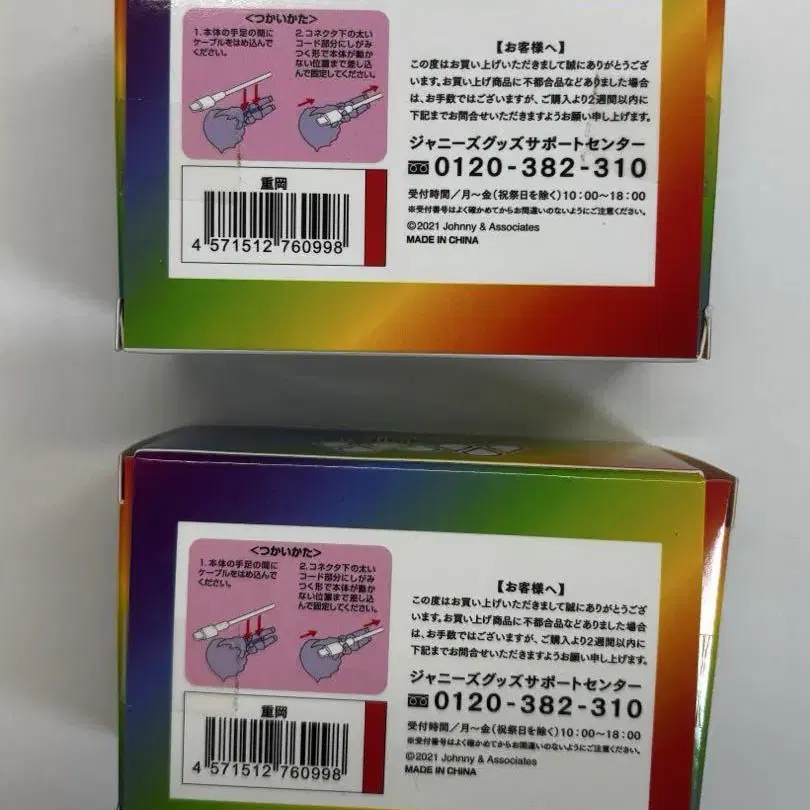 <つかいかた>
1.本体の手足の間に
ケーブルをはめ込んで
ください。
2.コネクタ下の太い
コード部分にしがみ
つく形で本体が動か
ない位置まで差し込
んで固定してください。
重岡
4 571512 760998
【お客様へ】
この度はお買い上げいただきまして誠にありがとうござ
います。お買い上げ商品に不都合品などありました場合
は、お手数ではございますが、ご購入より2週間以内に
下記までお問合せいただきますようお願い申し上げます。
ジャニーズグッズサポートセンター
0120-382-310
受付時間/月~金(祝祭日を除く)10:00~18:00
※受付番号はよく確かめてからお間違いのないようにご注意ください。
©2021 Johnny & Associates
MADE IN CHINA
<つかいかた>
1.本体の手足の間に
ケーブルをはめ込んで
ください。
2.コネクタ下の太い
コード部分にしがみ
つく形で本体が動か
ない位置まで差し込
んで固定してください。
重岡
4 571512 760998
【お客様へ】
この度はお買い上げいただきまして誠にありがとうござ
います。お買い上げ商品に不都合品などありました場合
は、お手数ではございますが、ご購入より2週間以内に
下記までお問合せいただきますようお願い申し上げます。
ジャニーズグッズサポートセンター
0120-382-310
受付時間/月~金(祝祭日を除く)10:00~18:00
※受付番号はよく確かめてからお間違いのないようにご注意ください。
©2021 Johnny & Associates
MADE IN CHINA